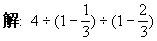 解: 4 ÷ (1 - 1/3) ÷ (1 - 2/3)